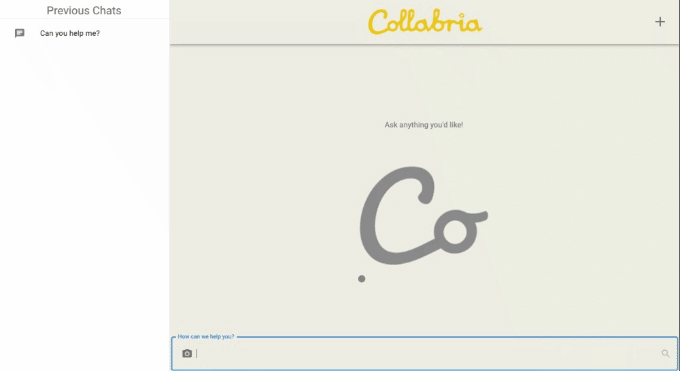 Previous Chats
Can you help me?
Collabria
Ask anything you'd like!
Co
How can we help you?